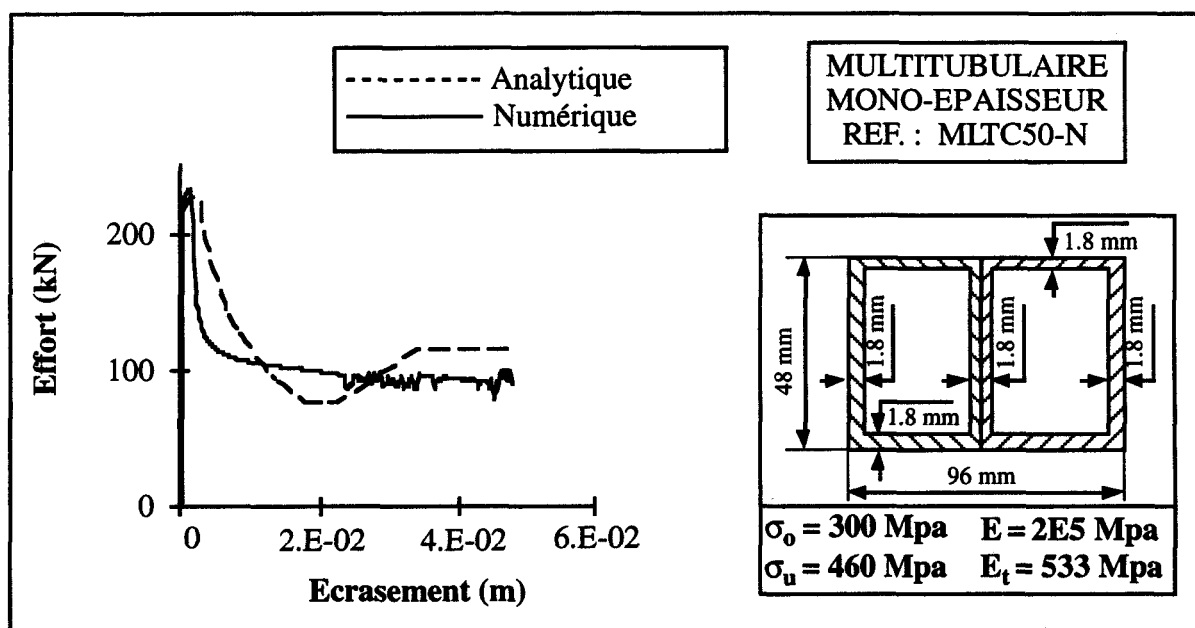 Analytique
Numérique
MULTITUBULAIRE
MONO-EPAISSEUR
REF. : MLTC50-N
Effort (kN)
200
100
0
0
2.E-02
4.E-02
6.E-02
Ecrasement (m)
1.8 mm
48 mm
1.8 mm
1.8 mm
1.8 mm
1.8 mm
96 mm
σo = 300 Mpa E = 2E5 Mpa
σu = 460 Mpa Et = 533 Mpa